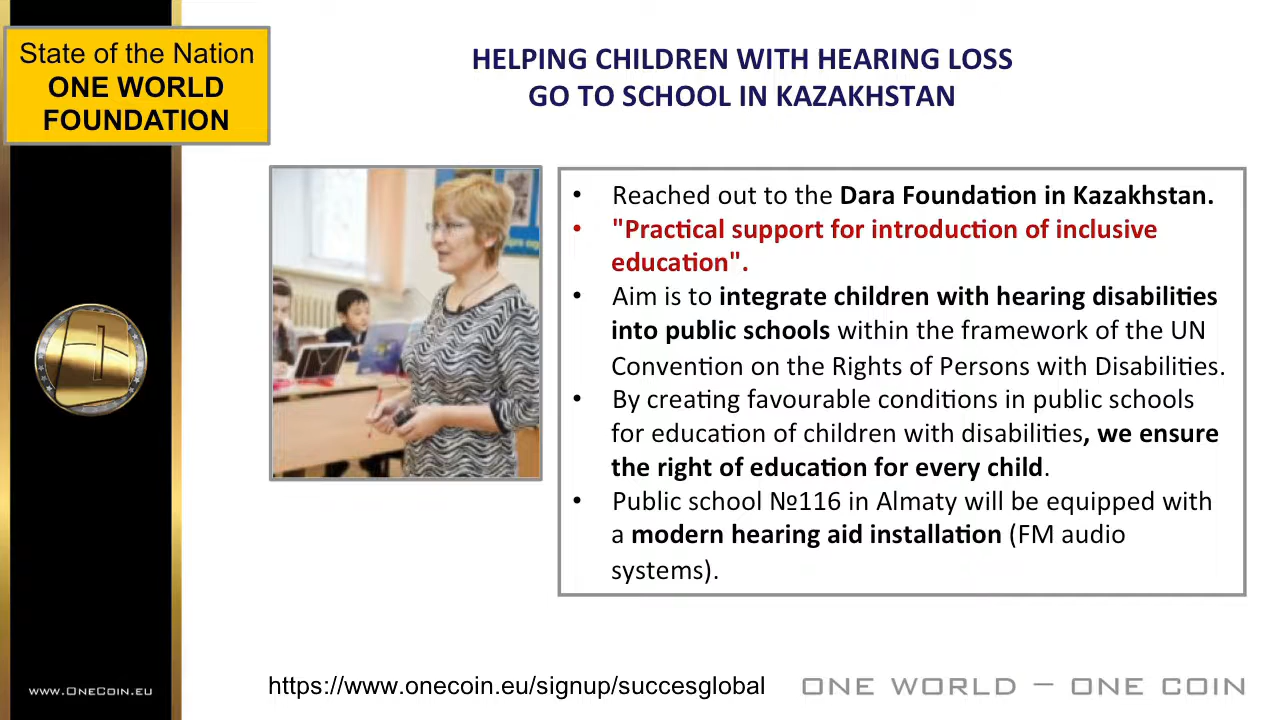 State of the Nation
ONE WORLD
FOUNDATION
HELPING CHILDREN WITH HEARING LOSS
GO TO SCHOOL IN KAZAKHSTAN
• Reached out to the Dara Foundation in Kazakhstan.
• "Practical support for introduction of inclusive
education".
• Aim is to integrate children with hearing disabilities
into public schools within the framework of the UN
Convention on the Rights of Persons with Disabilities.
• By creating favourable conditions in public schools
for education of children with disabilities, we ensure
the right of education for every child.
• Public school №116 in Almaty will be equipped with
a modern hearing aid installation (FM audio
systems).
www.OneCoin.eu
https://www.onecoin.eu/signup/succesglobal
ONE WORLD – ONE COIN